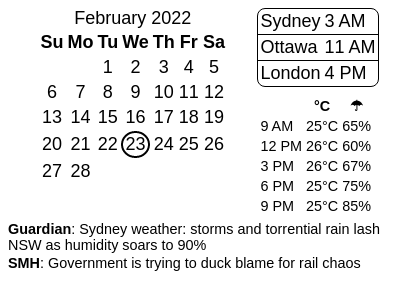 February 2022
Su Mo Tu We Th Fr Sa
1 2 3 4 5
6 7 8 9 10 11 12
13 14 15 16 17 18 19
20 21 22 23 24 25 26
27 28
Sydney 3 AM
Ottawa 11 AM
London 4 PM
°C ☂
9 AM 25°C 65%
12 PM 26°C 60%
3 PM 26°C 67%
6 PM 25°C 75%
9 PM 25°C 85%
Guardian: Sydney weather: storms and torrential rain lash
NSW as humidity soars to 90%
SMH: Government is trying to duck blame for rail chaos